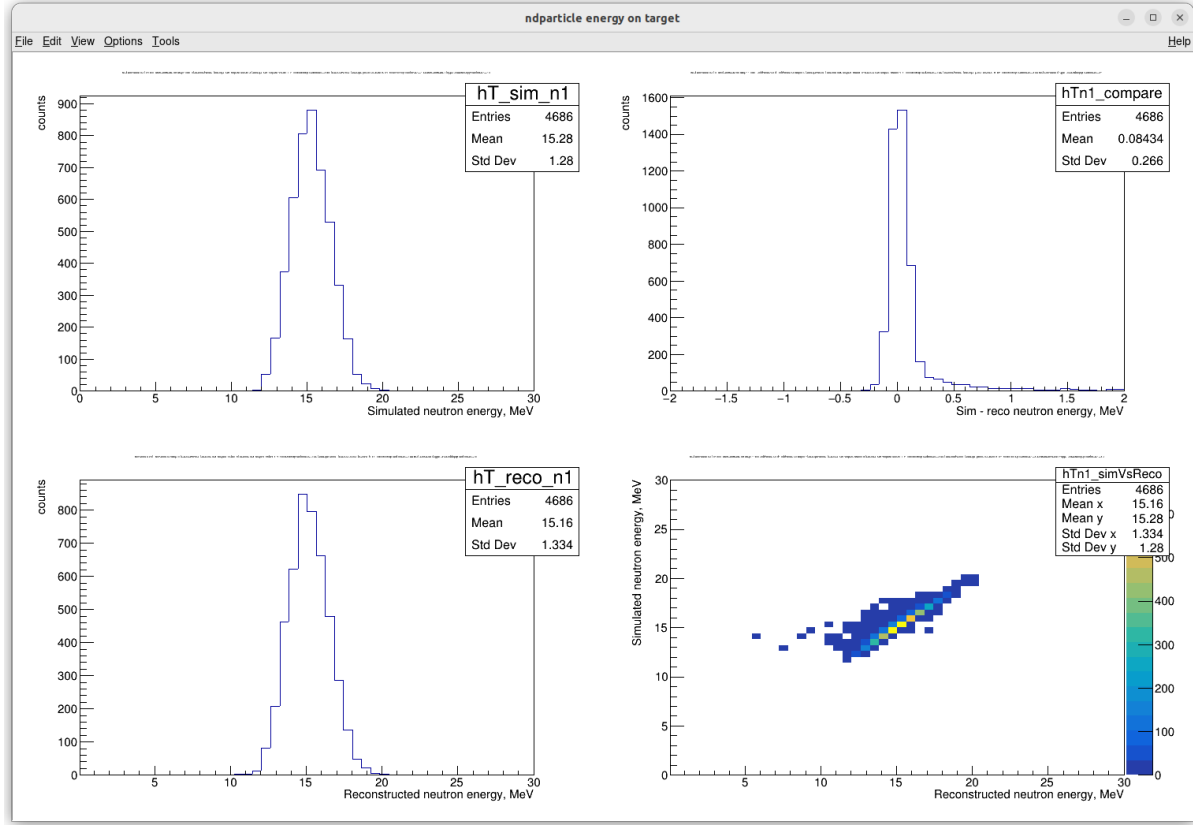 ndparticle energy on target
File Edit View Options Tools Help
hT_sim_n1
Entries 4686
Mean 15.28
Std Dev 1.28
counts
900
800
700
600
500
400
300
200
100
0
0 5 10 15 20 25 30
Simulated neutron energy, MeV
hTn1_compare
Entries 4686
Mean 0.08434
Std Dev 0.266
counts
1600
1400
1200
1000
800
600
400
200
0
−2 −1.5 −1 −0.5 0 0.5 1 1.5 2
Sim - reco neutron energy, MeV
hT_reco_n1
Entries 4686
Mean 15.16
Std Dev 1.334
counts
800
700
600
500
400
300
200
100
0
5 10 15 20 25 30
Reconstructed neutron energy, MeV
hTn1_simVsReco
Entries 4686
Mean x 15.16
Mean y 15.28
Std Dev x 1.334
Std Dev y 1.28
Simulated neutron energy, MeV
30
25
20
15
10
5
0
5 10 15 20 25 30
Reconstructed neutron energy, MeV
500
400
300
200
100
0